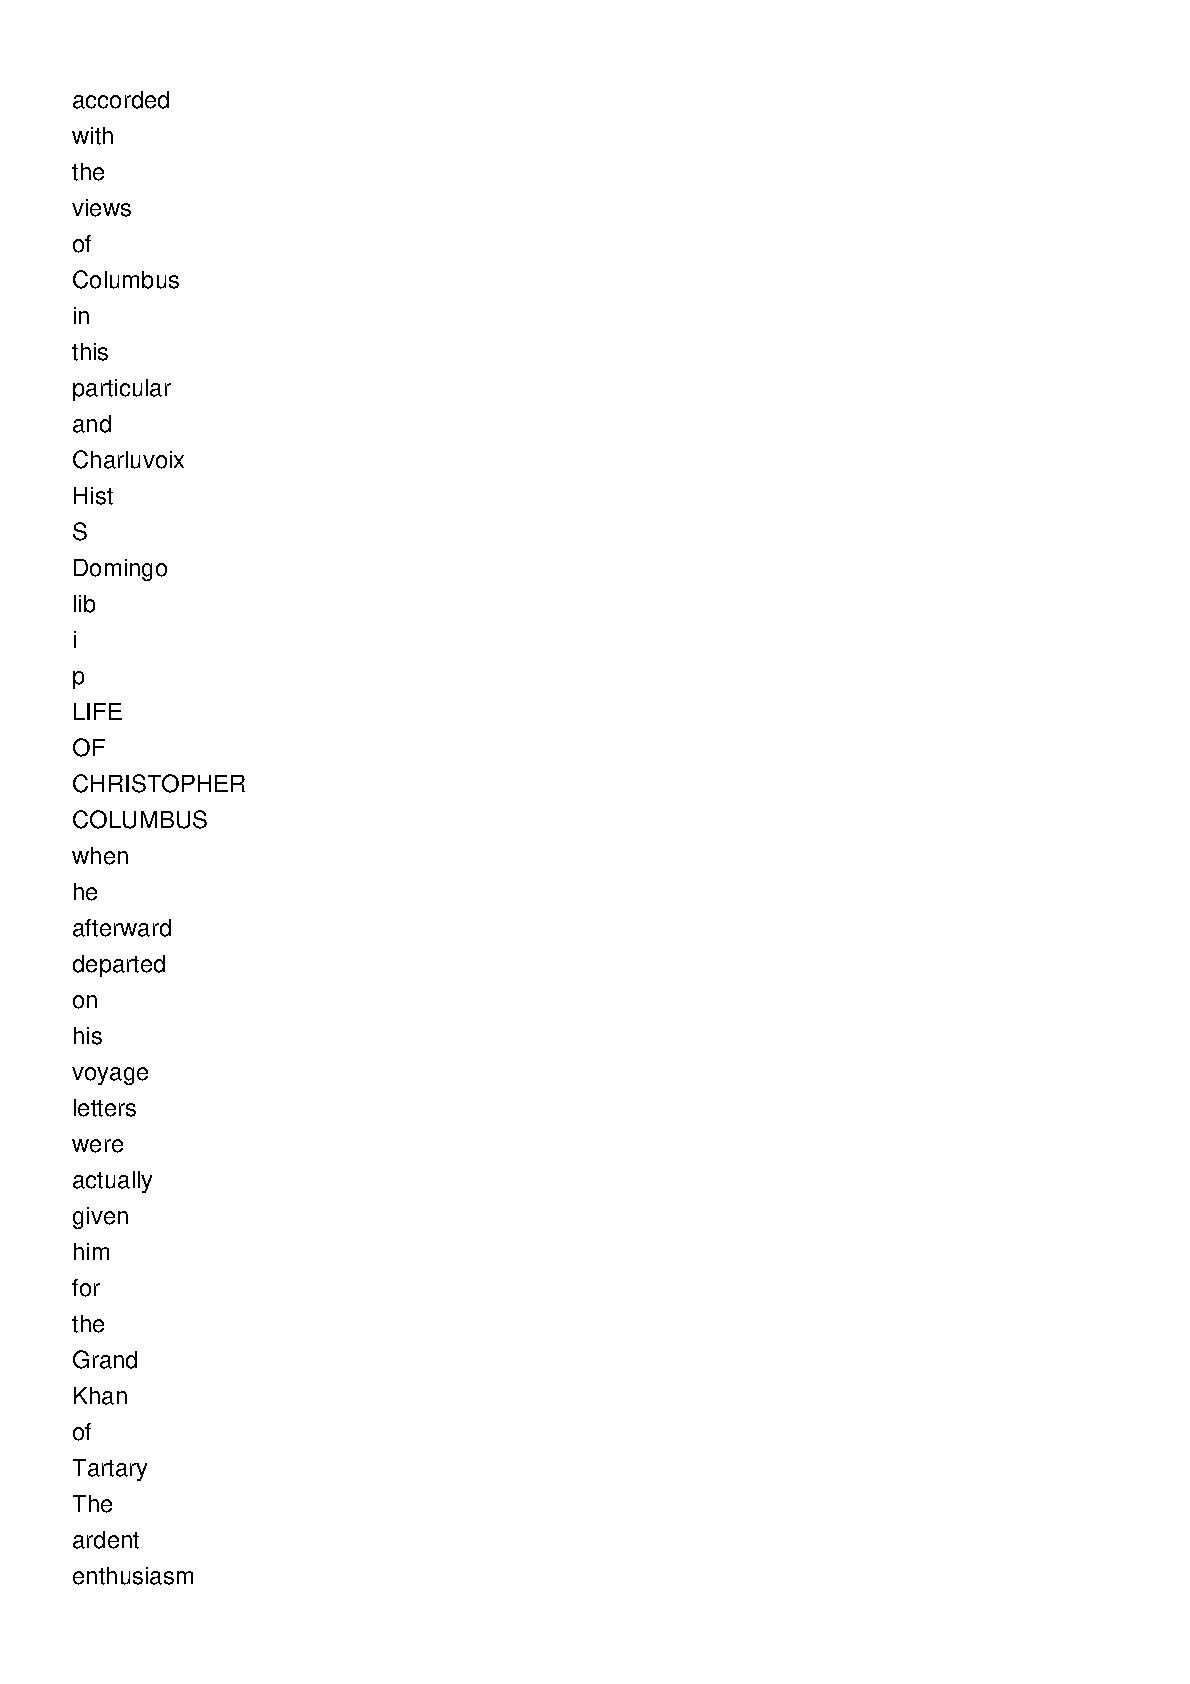 accorded
with
the
views
of
Columbus
in
this
particular
and
Charluvoix
Hist
S
Domingo
lib
i
p
LIFE
OF
CHRISTOPHER
COLUMBUS
when
he
afterward
departed
on
his
voyage
letters
were
actually
given
him
for
the
Grand
Khan
of
Tartary
The
ardent
enthusiasm